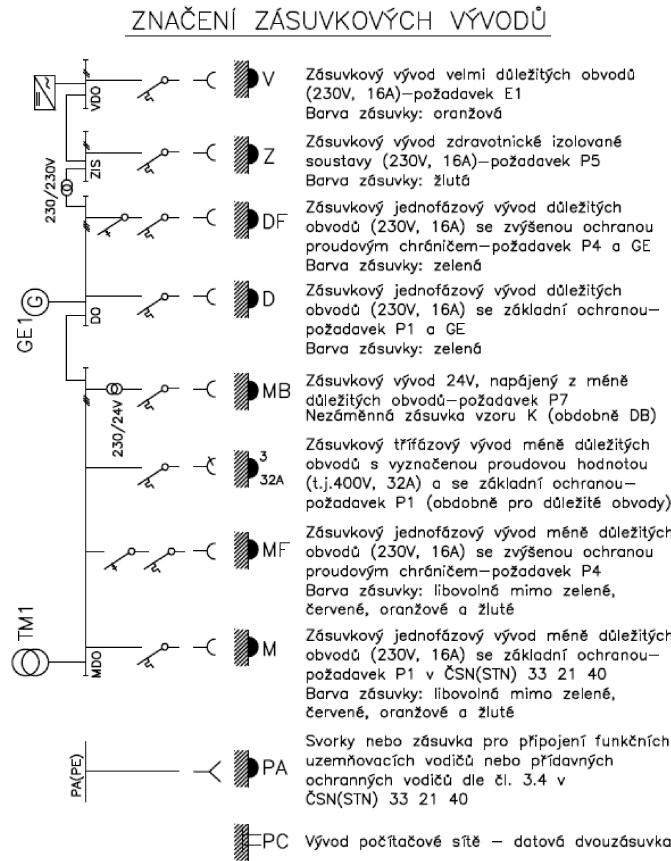 ZNAČENÍ ZÁSUVKOVÝCH VÝVODŮ
VDO
V
Zásuvkový vývod velmi důležitých obvodů
(230V, 16A)–požadavek E1
Barva zásuvky: oranžová
ZIS
Z
Zásuvkový vývod zdravotnické izolované
soustavy (230V, 16A)–požadavek P5
Barva zásuvky: žlutá
230/230V
DF
Zásuvkový jednofázový vývod důležitých
obvodů (230V, 16A) se zvýšenou ochranou
proudovým chráničem–požadavek P4 a GE
Barva zásuvky: zelená
GE1
G
DO
D
Zásuvkový jednofázový vývod důležitých
obvodů (230V, 16A) se základní ochranou–
požadavek P1 a GE
Barva zásuvky: zelená
230/24V
MB
Zásuvkový vývod 24V, napájený z méně
důležitých obvodů–požadavek P7
Nezáměnná zásuvka vzoru K (obdobně DB)
3
32A
Zásuvkový třífázový vývod méně důležitých
obvodů s vyznačenou proudovou hodnotou
(t.j.400V, 32A) a se základní ochranou–
požadavek P1 (obdobně pro důležité obvody)
MF
Zásuvkový jednofázový vývod méně důležitých
obvodů (230V, 16A) se zvýšenou ochranou
proudovým chráničem–požadavek P4
Barva zásuvky: libovolná mimo zelené,
červené, oranžové a žluté
TM1
MDO
M
Zásuvkový jednofázový vývod méně důležitých
obvodů (230V, 16A) se základní ochranou–
požadavek P1 v ČSN(STN) 33 21 40
Barva zásuvky: libovolná mimo zelené,
červené, oranžové a žluté
PA(PE)
PA
Svorky nebo zásuvka pro připojení funkčních
uzemňovacích vodičů nebo přídavných
ochranných vodičů dle čl. 3.4 v
ČSN(STN) 33 21 40
PC
Vývod počítačové sítě – datová dvouzásuvka